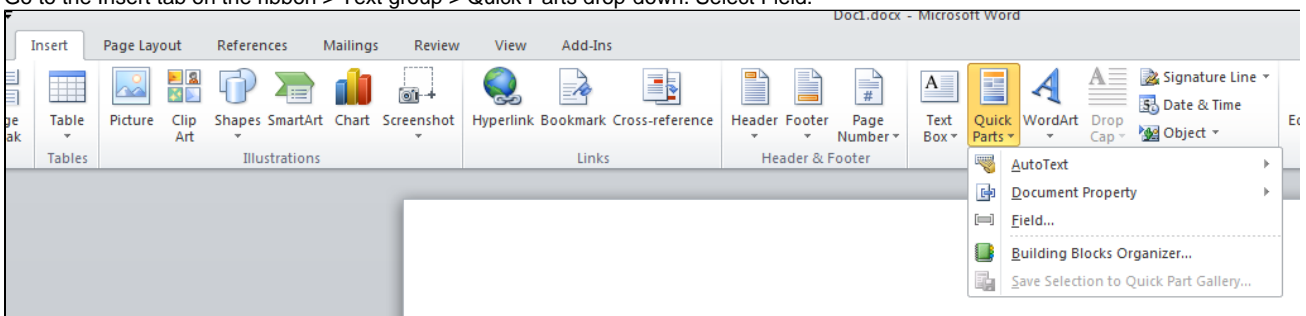 Go to the Insert tab on the ribbon > Text group > Quick Parts drop-down. Select Field.
Doc1.docx - Microsoft Word
Insert Page Layout References Mailings Review View Add-Ins
Table
Picture
Clip
Art
Shapes SmartArt Chart Screenshot
Hyperlink Bookmark Cross-reference
Header Footer
Page
Number
Text
Box
Quick
Parts
WordArt
Drop
Cap
Signature Line
Date & Time
Object
Tables Illustrations Links Header & Footer
AutoText
Document Property
Field...
Building Blocks Organizer...
Save Selection to Quick Part Gallery...